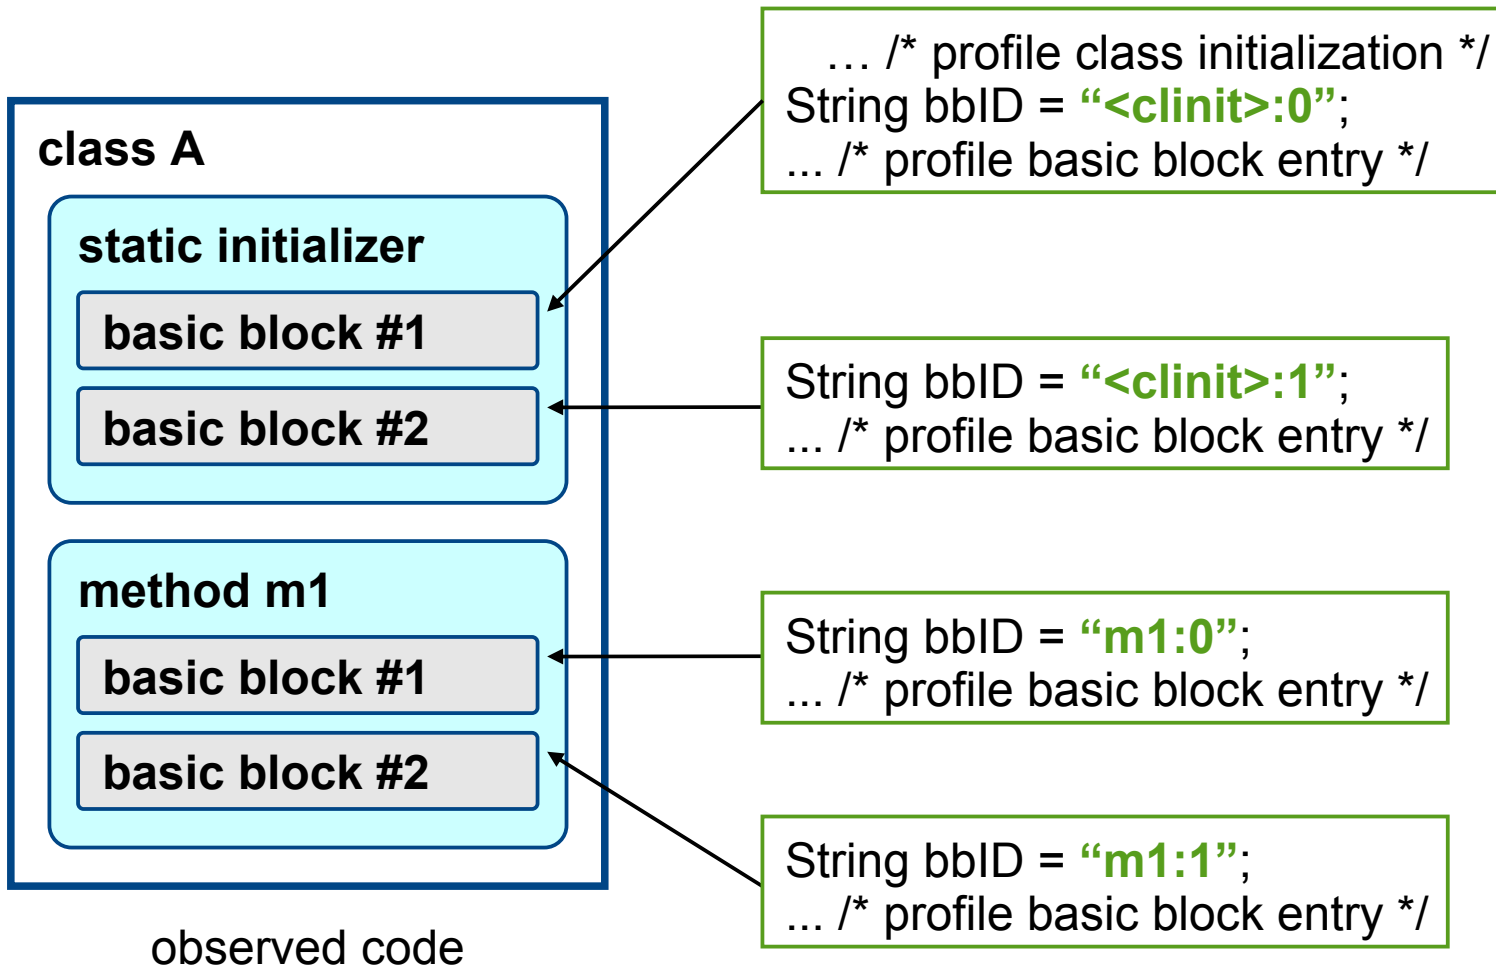 class A
static initializer
basic block #1
basic block #2
method m1
basic block #1
basic block #2
observed code
… /* profile class initialization */
String bbID = “<clinit>:0”;
... /* profile basic block entry */
String bbID = “<clinit>:1”;
... /* profile basic block entry */
String bbID = “m1:0”;
... /* profile basic block entry */
String bbID = “m1:1”;
... /* profile basic block entry */